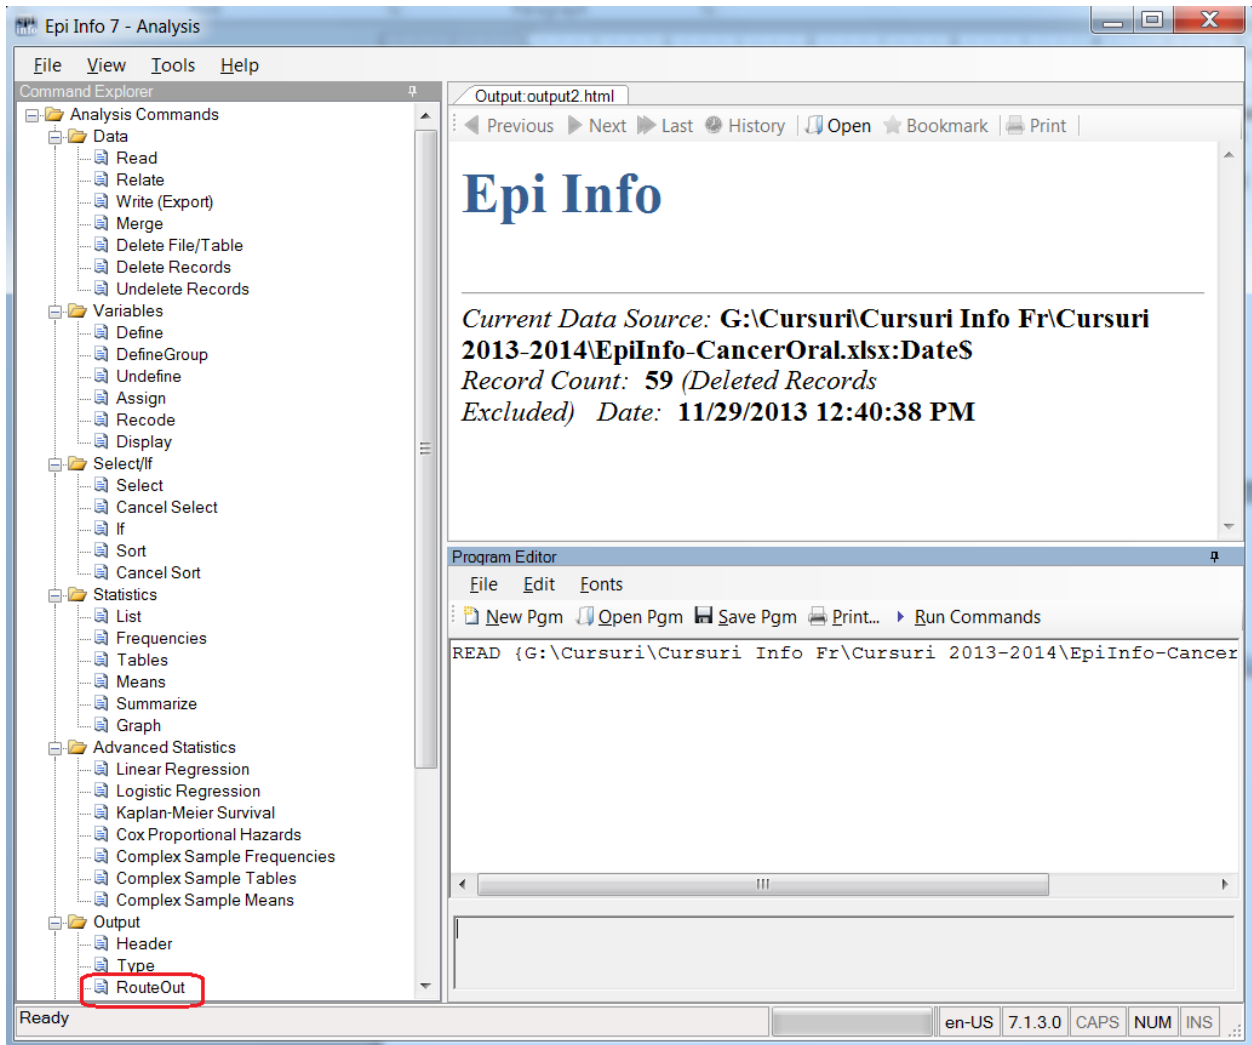 Epi Info 7 - Analysis
File View Tools Help
Command Explorer
Analysis Commands
Data
Read
Relate
Write (Export)
Merge
Delete File/Table
Delete Records
Undelete Records
Variables
Define
DefineGroup
Undefine
Assign
Recode
Display
Select/If
Select
Cancel Select
If
Sort
Cancel Sort
Statistics
List
Frequencies
Tables
Means
Summarize
Graph
Advanced Statistics
Linear Regression
Logistic Regression
Kaplan-Meier Survival
Cox Proportional Hazards
Complex Sample Frequencies
Complex Sample Tables
Complex Sample Means
Output
Header
Type
RouteOut
Output:output2.html
Previous Next Last History Open Bookmark Print
Epi Info
Current Data Source: G:\Cursuri\Cursuri Info Fr\Cursuri
2013-2014\EpiInfo-CancerOral.xlsx:Date$
Record Count: 59 (Deleted Records
Excluded) Date: 11/29/2013 12:40:38 PM
Program Editor
File Edit Fonts
New Pgm Open Pgm Save Pgm Print... Run Commands
READ {G:\Cursuri\Cursuri Info Fr\Cursuri 2013-2014\EpiInfo-Cancer
Ready
en-US 7.1.3.0 CAPS NUM INS